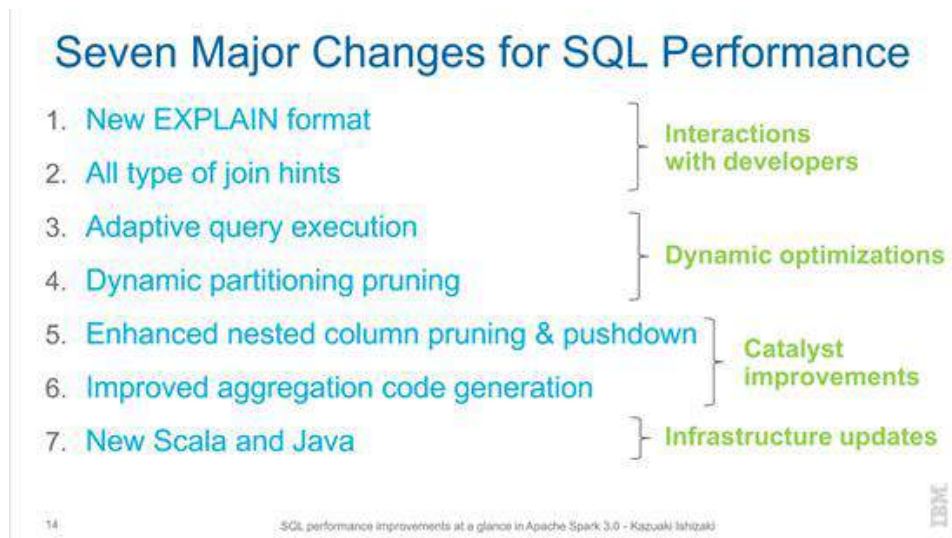 Seven Major Changes for SQL Performance
1. New EXPLAIN format
2. All type of join hints
Interactions
with developers
3. Adaptive query execution
4. Dynamic partitioning pruning
Dynamic optimizations
5. Enhanced nested column pruning & pushdown
6. Improved aggregation code generation
Catalyst
improvements
7. New Scala and Java
Infrastructure updates
14
SQL performance improvements at a glance in Apache Spark 3.0 - Kazuaki Ishizaki
IBM